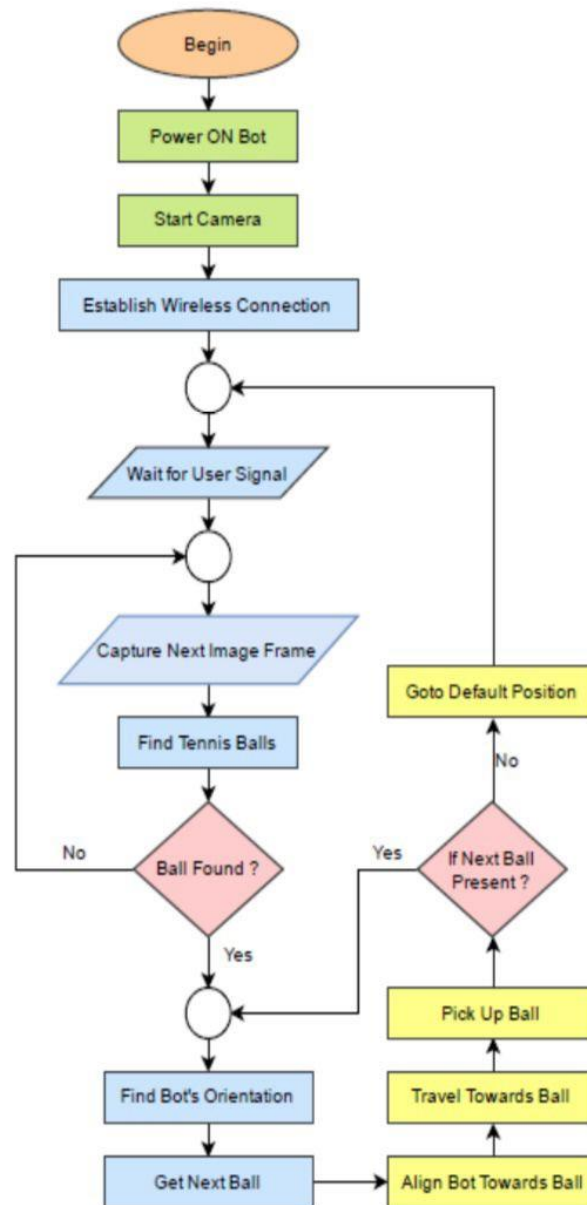 Begin
Power ON Bot
Start Camera
Establish Wireless Connection
Wait for User Signal
Capture Next Image Frame
Goto Default Position
Find Tennis Balls
No
No
Ball Found ?
Yes
If Next Ball
Present ?
Yes
Pick Up Ball
Find Bot's Orientation
Travel Towards Ball
Get Next Ball
Align Bot Towards Ball